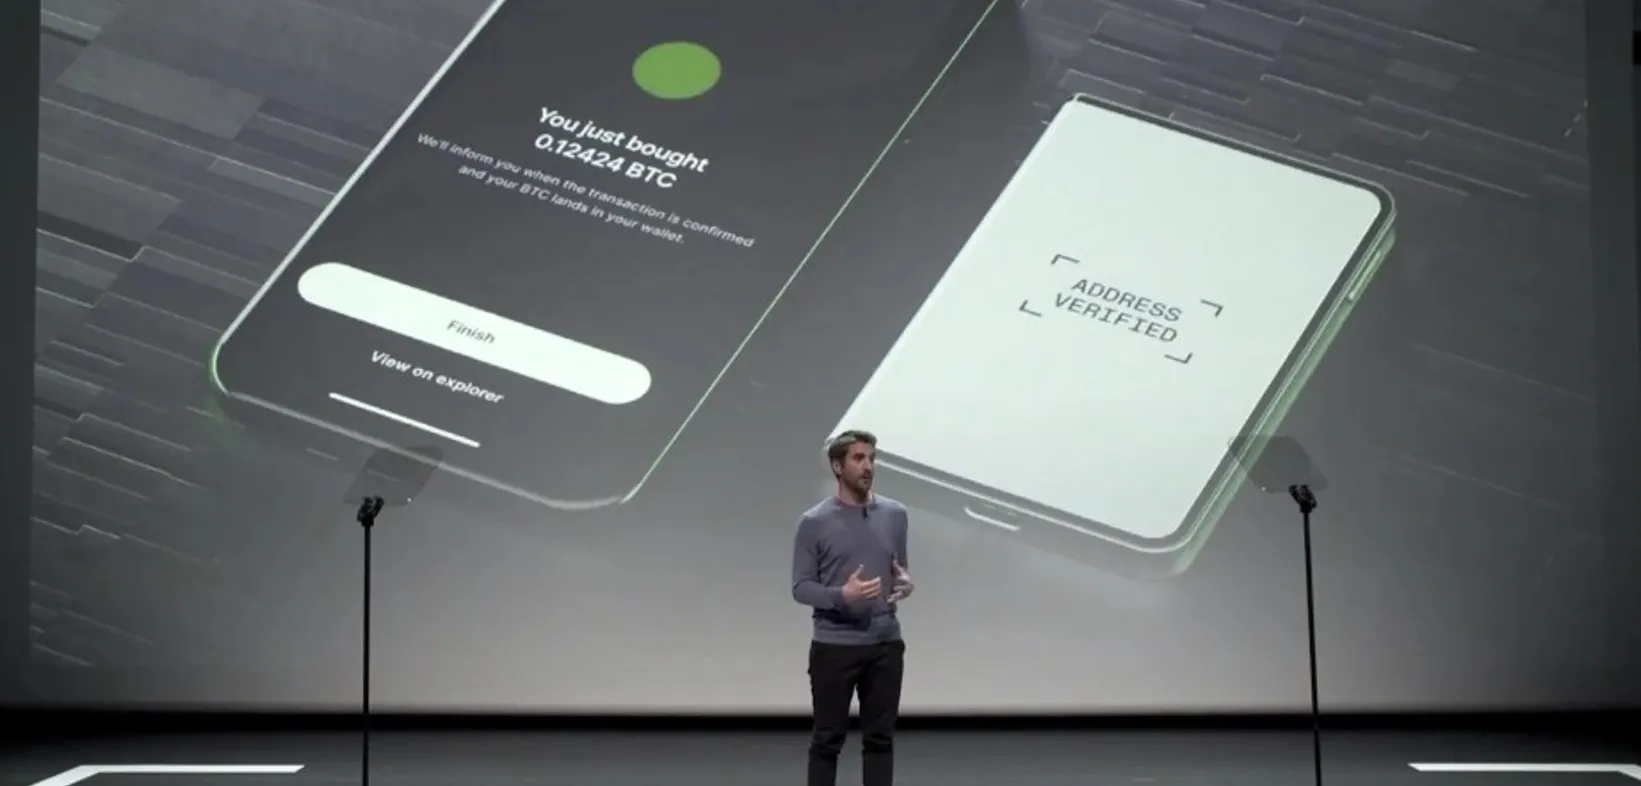 You just bought
0.12424 BTC
We'll inform you when the transaction is confirmed
and your BTC lands in your wallet.
Finish
View on explorer
ADDRESS
VERIFIED